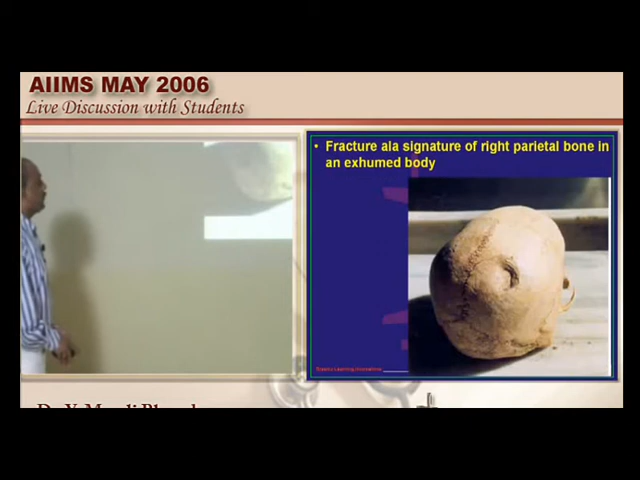 AIIMS MAY 2006
Live Discussion with Students
• Fracture ala signature of right parietal bone in
an exhumed body